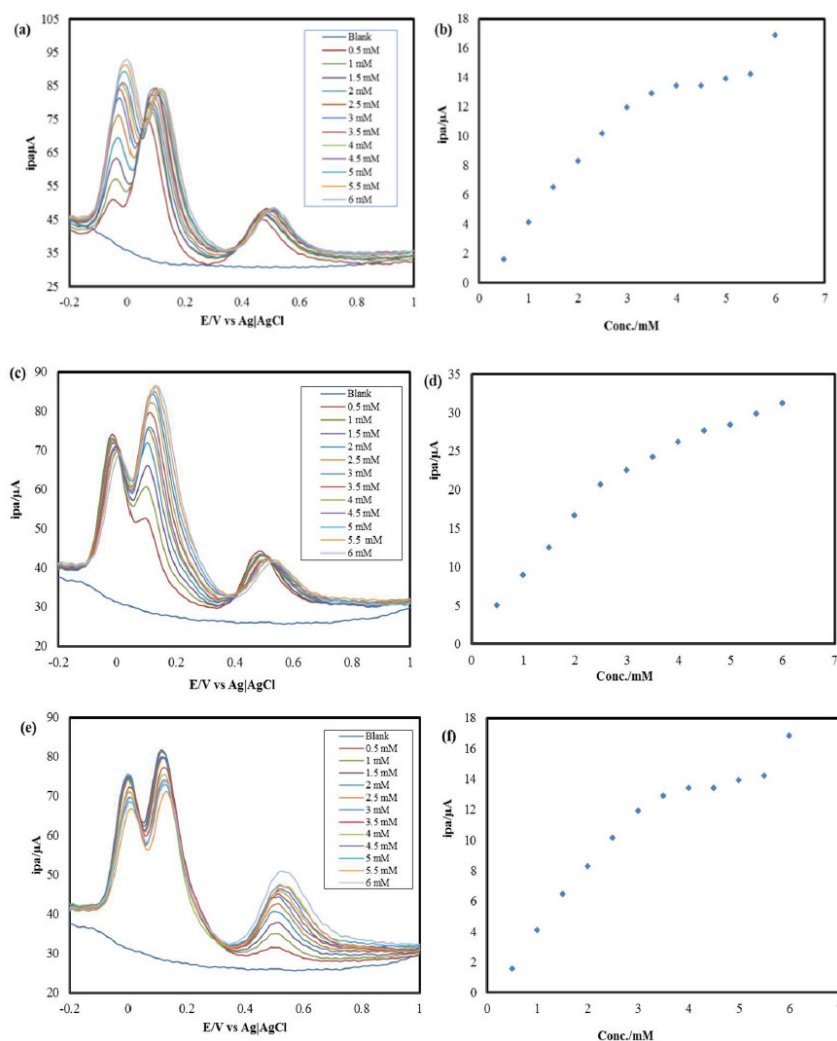 (a)
ipaµA
105
95
85
75
65
55
45
35
25
-0.2
0
0.2
0.4
0.6
0.8
1
E/V vs Ag|AgCl
Blank
0.5 mM
1 mM
1.5 mM
2 mM
2.5 mM
3 mM
3.5 mM
4 mM
4.5 mM
5 mM
5.5 mM
6 mM
(b)
ipa/µA
18
16
14
12
10
8
6
4
2
0
0
1
2
3
4
5
6
7
Conc./mM
(c)
ipa/µA
90
80
70
60
50
40
30
20
-0.2
0
0.2
0.4
0.6
0.8
1
E/V vs Ag|AgCl
Blank
0.5 mM
1 mM
1.5 mM
2 mM
2.5 mM
3 mM
3.5 mM
4 mM
4.5 mM
5 mM
5.5 mM
6 mM
(d)
ipa/µA
35
30
25
20
15
10
5
0
0
1
2
3
4
5
6
7
Conc./mM
(e)
ipa/µA
90
80
70
60
50
40
30
20
-0.2
0
0.2
0.4
0.6
0.8
1
E/V vs Ag|AgCl
Blank
0.5 mM
1 mM
1.5 mM
2 mM
2.5 mM
3 mM
3.5 mM
4 mM
4.5 mM
5 mM
5.5 mM
6 mM
(f)
ipa/µA
18
16
14
12
10
8
6
4
2
0
0
1
2
3
4
5
6
7
Conc./mM